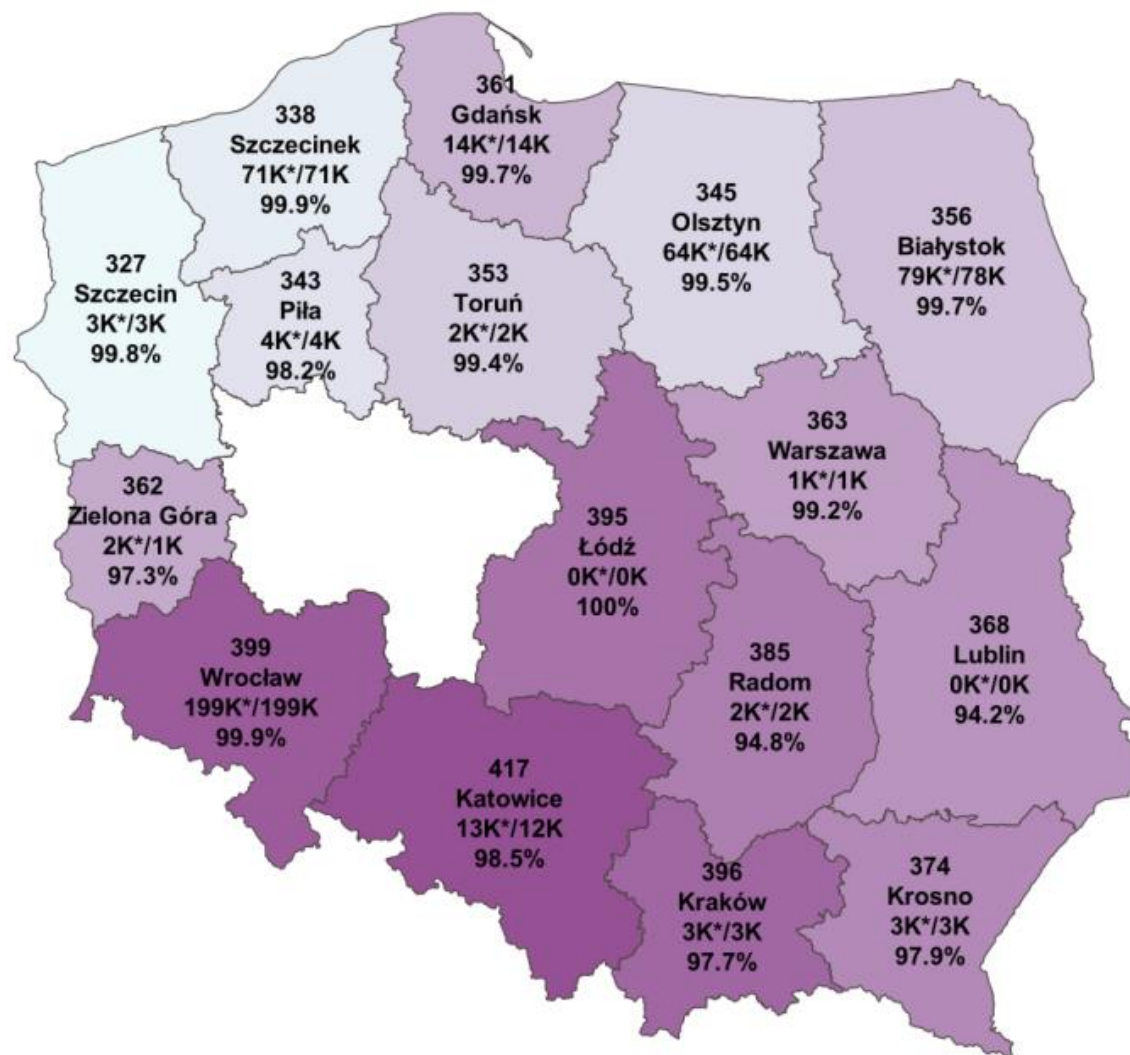 361
Gdańsk
14K*/14K
99.7%
338
Szczecinek
71K*/71K
99.9%
345
Olsztyn
64K*/64K
99.5%
356
Białystok
79K*/78K
99.7%
327
Szczecin
3K*/3K
99.8%
343
Piła
4K*/4K
98.2%
353
Toruń
2K*/2K
99.4%
363
Warszawa
1K*/1K
99.2%
362
Zielona Góra
2K*/1K
97.3%
395
Łódź
0K*/0K
100%
368
Lublin
0K*/0K
94.2%
399
Wrocław
199K*/199K
99.9%
385
Radom
2K*/2K
94.8%
417
Katowice
13K*/12K
98.5%
396
Kraków
3K*/3K
97.7%
374
Krosno
3K*/3K
97.9%